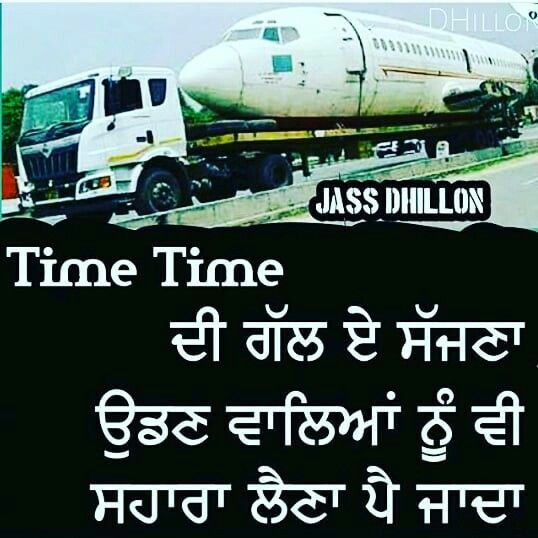 DHILLON
JASS DHILLON
Time Time
ਦੀ ਗੱਲ ਏ ਸੱਜਣਾ
ਉਡਣ ਵਾਲਿਆਂ ਨੂੰ ਵੀ
ਸਹਾਰਾ ਲੈਣਾ ਪੈ ਜਾਦਾ